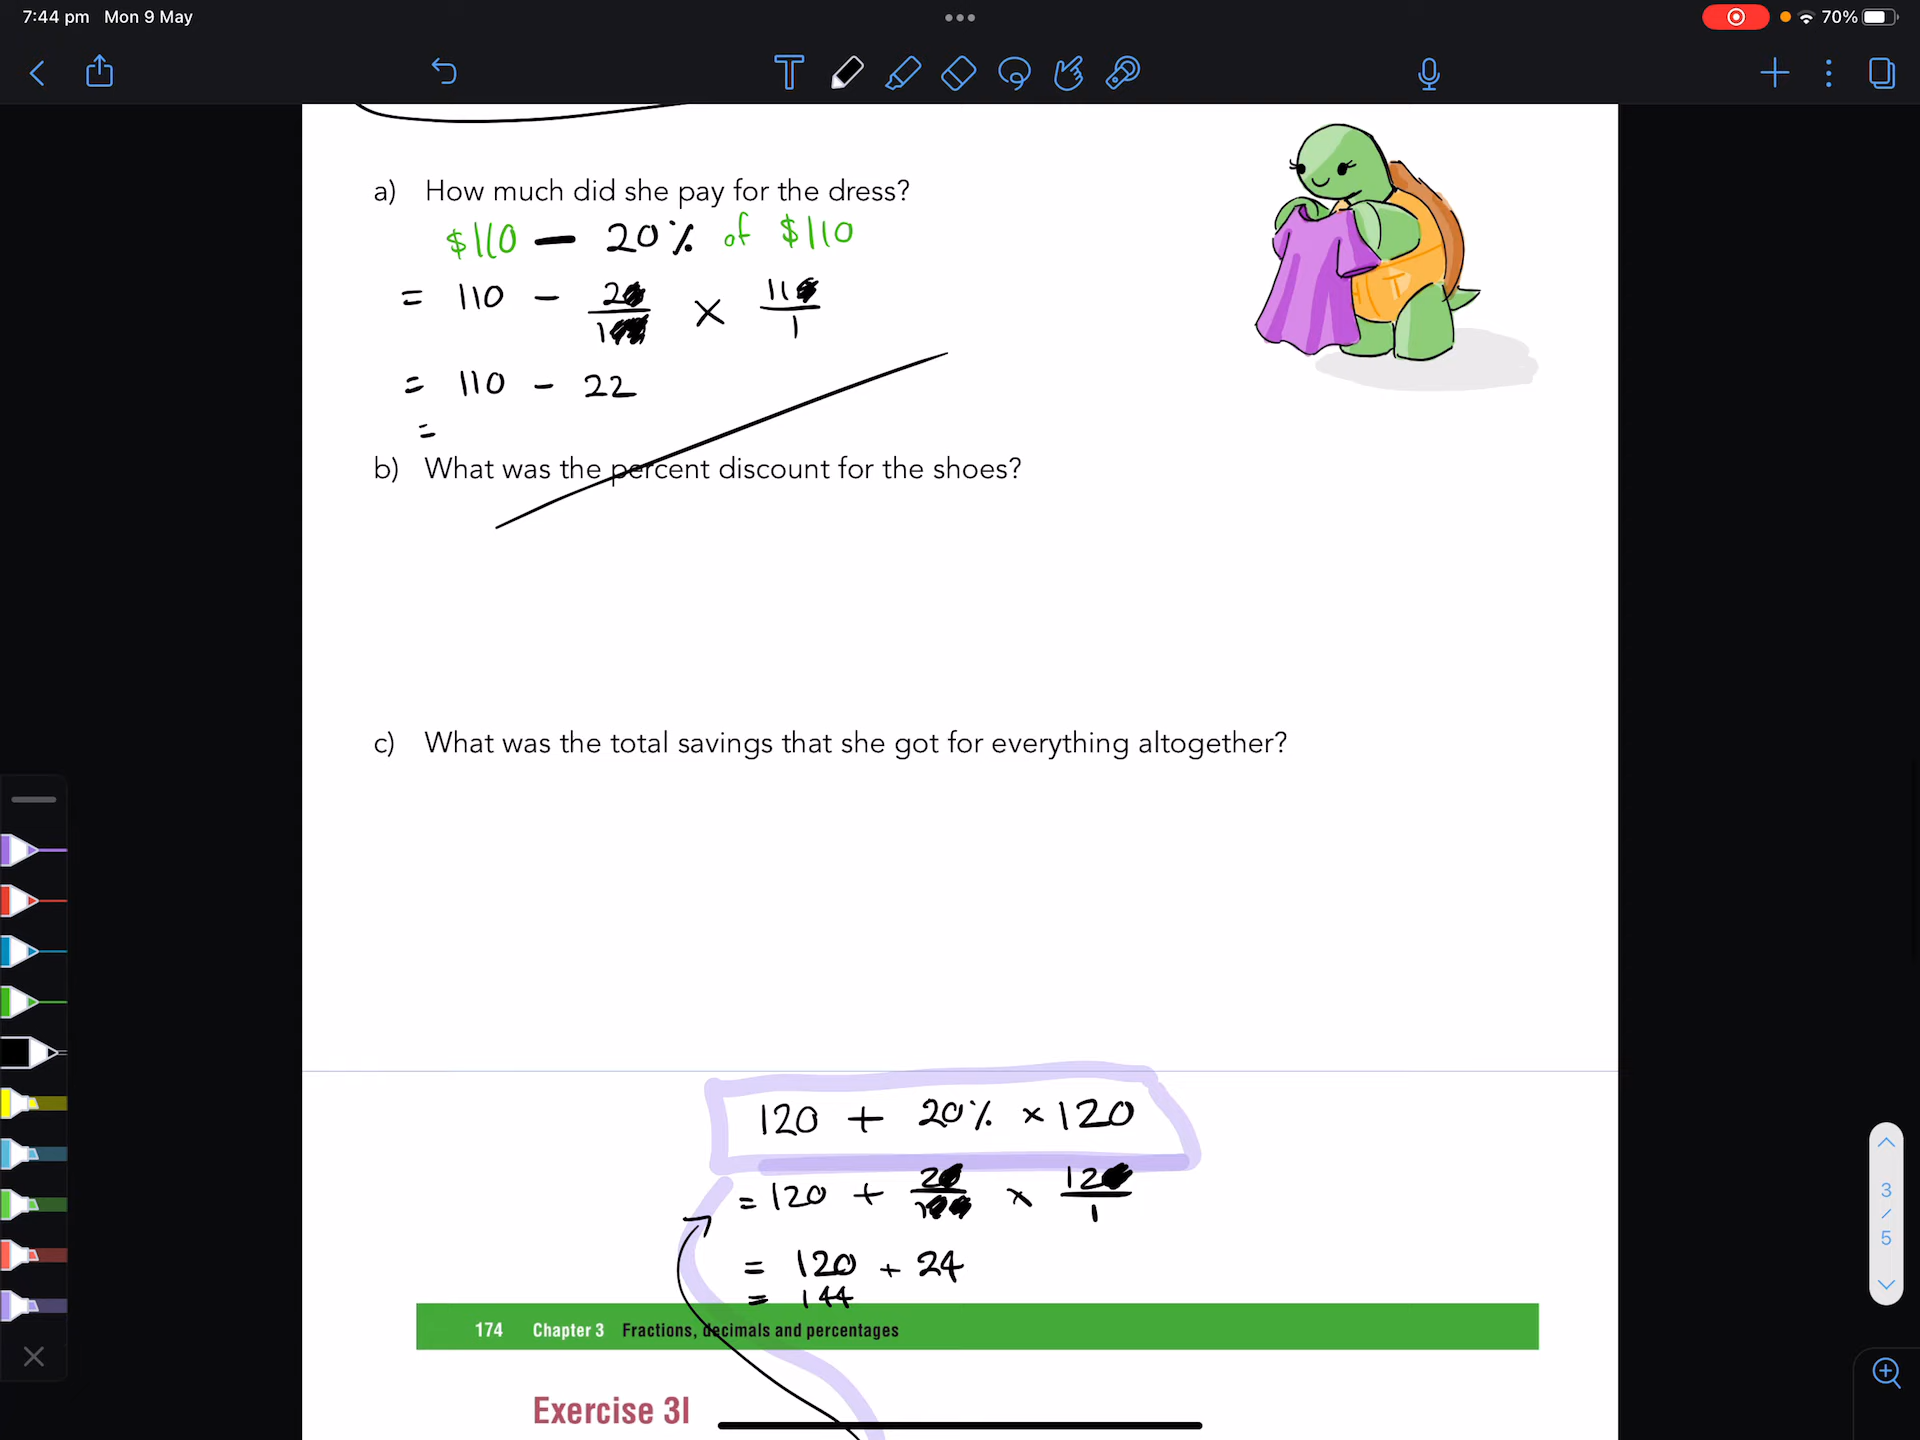 7:44 pm Mon 9 May
70%
a) How much did she pay for the dress?
$110 − 20% of $110
= 110 − 20/100 × 110/1
= 110 − 22
=
b) What was the percent discount for the shoes?
c) What was the total savings that she got for everything altogether?
120 + 20% × 120
= 120 + 20/100 × 120/1
= 120 + 24
= 144
174 Chapter 3 Fractions, decimals and percentages
Exercise 3I
3
/
5